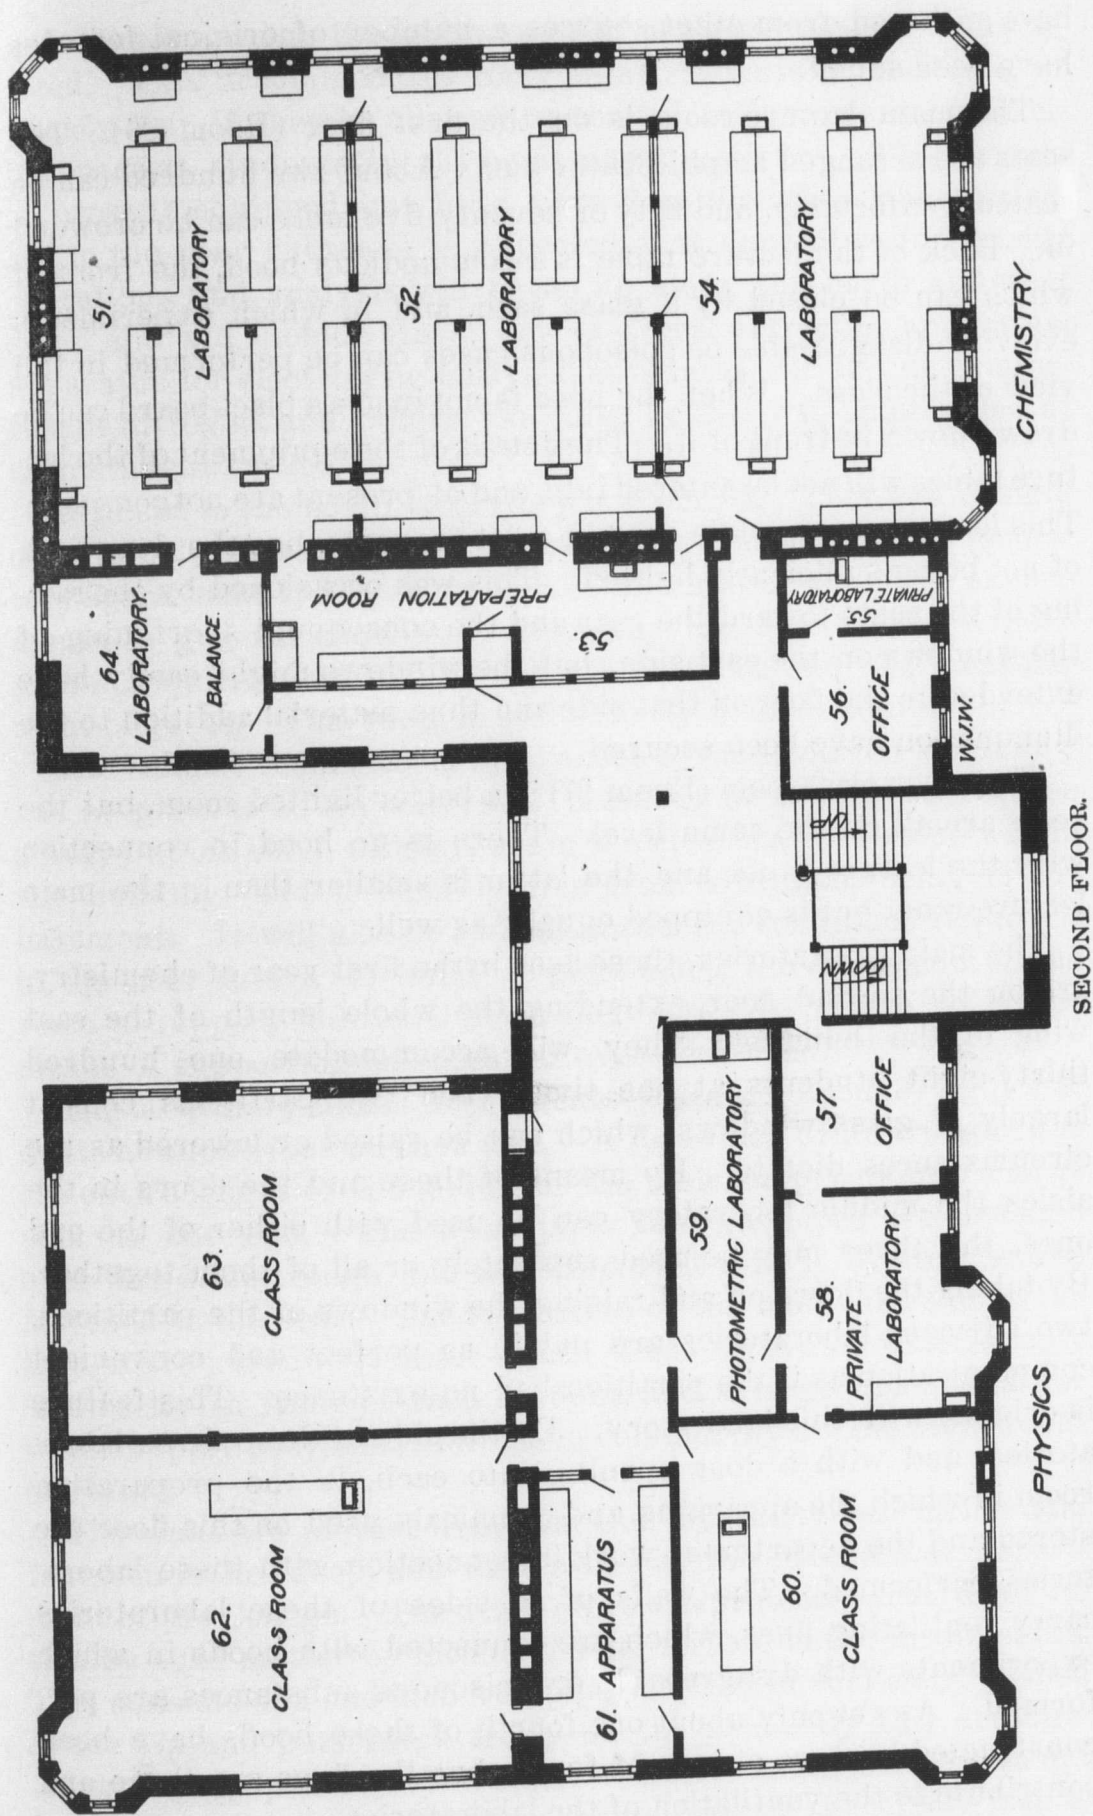 51.
LABORATORY
52.
LABORATORY
54.
LABORATORY
CHEMISTRY
64.
LABORATORY
BALANCE.
PREPARATION ROOM
53
55.
PRIVATE LABORATORY
56.
OFFICE
W.J.W.
UP
DOWN
63.
CLASS ROOM
59.
PHOTOMETRIC LABORATORY
57.
OFFICE
58.
PRIVATE
LABORATORY
62.
CLASS ROOM
61. APPARATUS
60.
CLASS ROOM
PHYSICS
SECOND FLOOR.